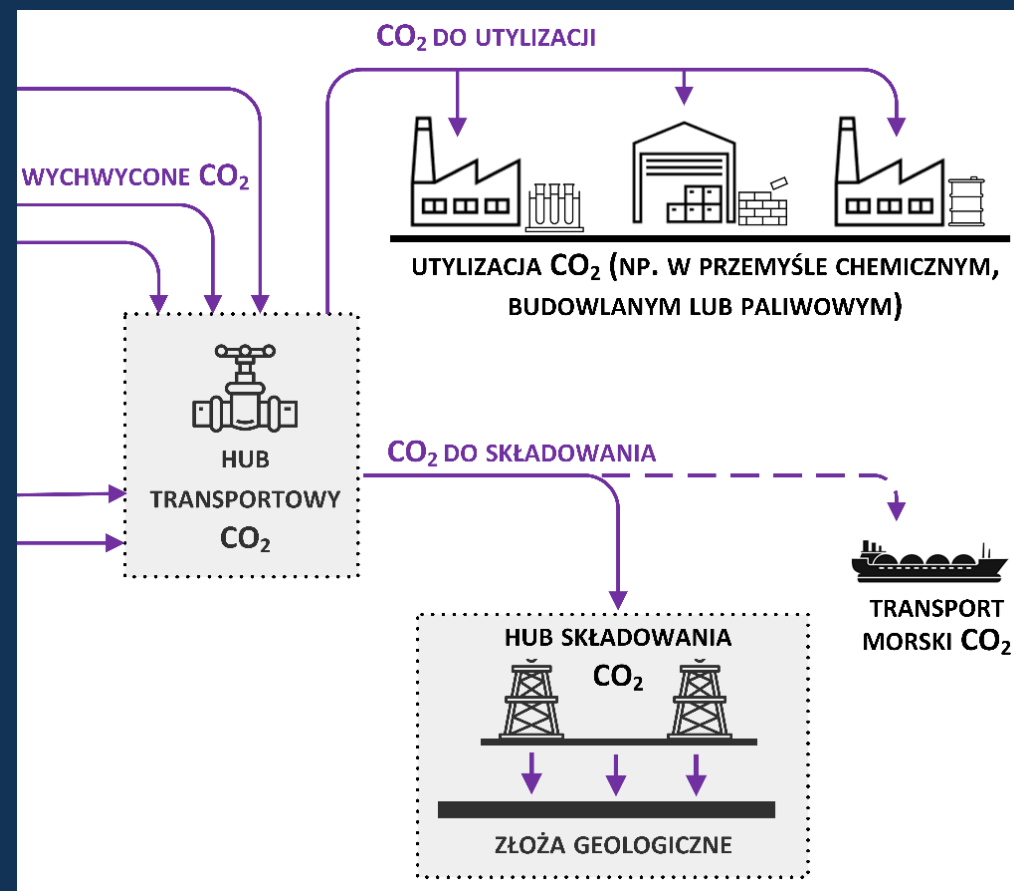 CO₂ DO UTYLIZACJI
WYCHWYCONE CO₂
UTYLIZACJA CO₂ (NP. W PRZEMYŚLE CHEMICZNYM,
BUDOWLANYM LUB PALIWOWYM)
HUB
TRANSPORTOWY
CO₂
CO₂ DO SKŁADOWANIA
TRANSPORT
MORSKI CO₂
HUB SKŁADOWANIA
CO₂
ZŁOŻA GEOLOGICZNE